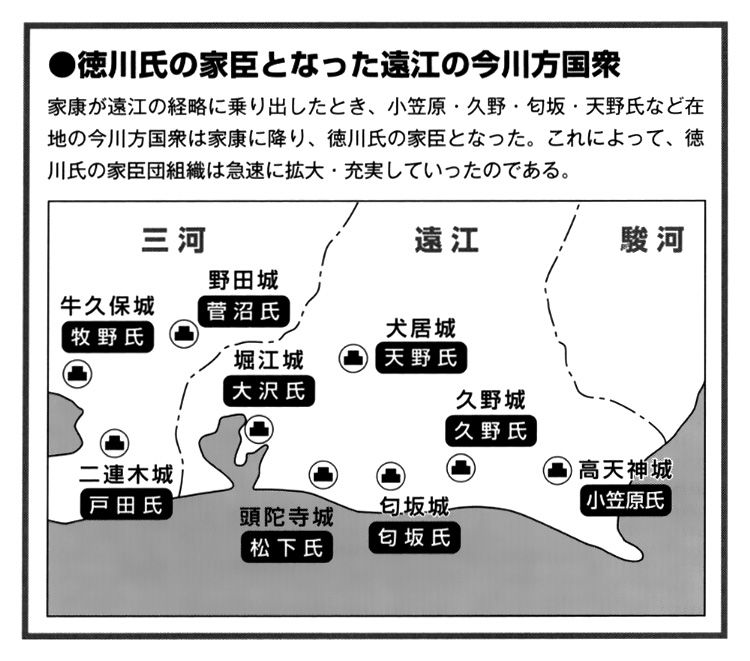 ●徳川氏の家臣となった遠江の今川方国衆
家康が遠江の経略に乗り出したとき、小笠原・久野・匂坂・天野氏など在
地の今川方国衆は家康に降り、徳川氏の家臣となった。これによって、徳
川氏の家臣団組織は急速に拡大・充実していったのである。
三河
遠江
駿河
野田城
菅沼氏
牛久保城
牧野氏
犬居城
天野氏
堀江城
大沢氏
久野城
久野氏
二連木城
戸田氏
高天神城
小笠原氏
頭陀寺城
松下氏
匂坂城
匂坂氏